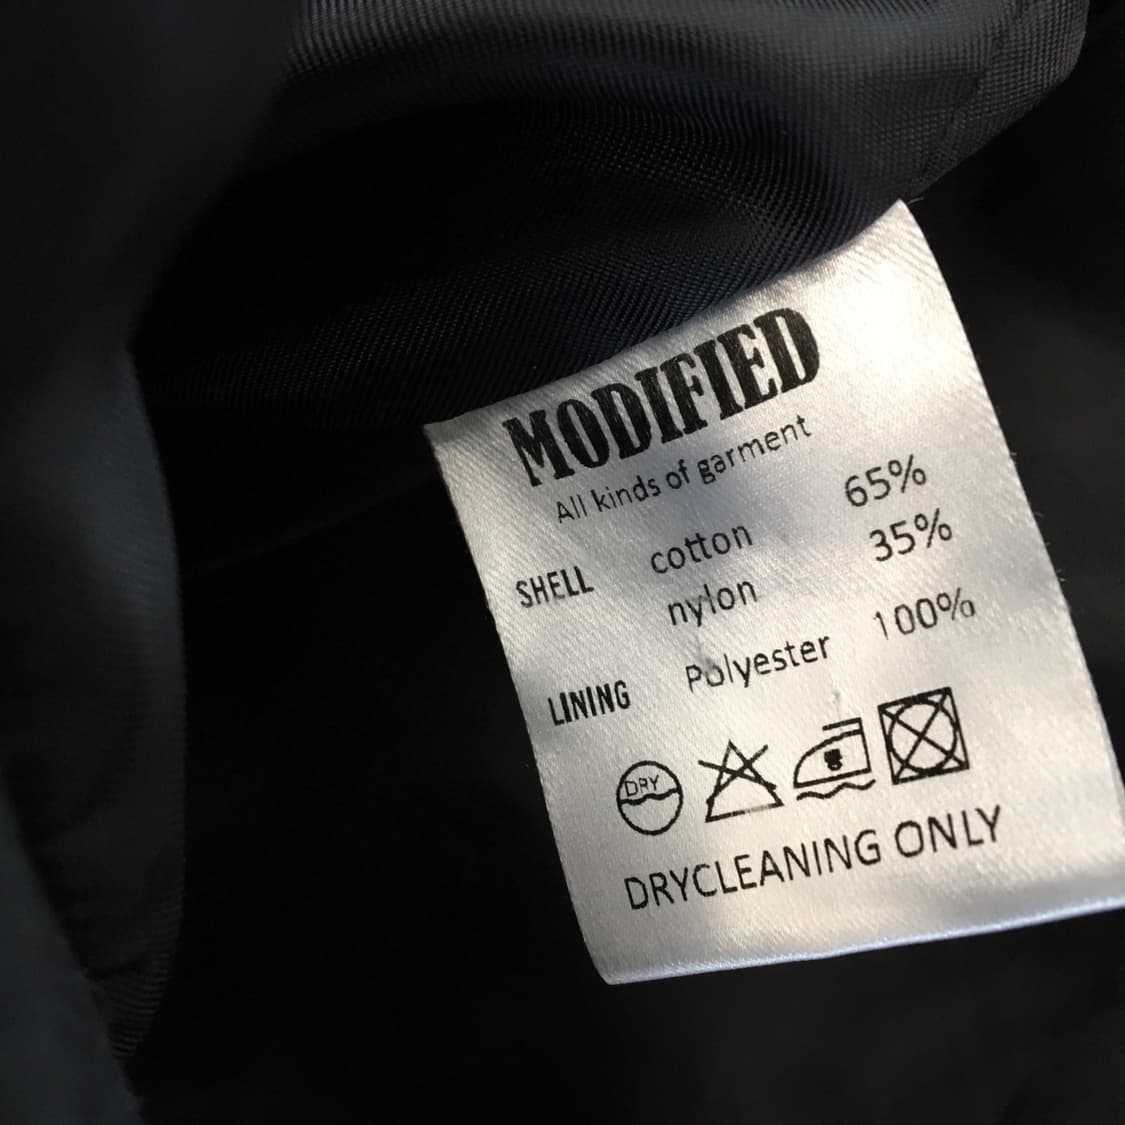 MODIFIED
All kinds of garment
SHELL cotton 65%
nylon 35%
LINING Polyester 100%
DRY
DRYCLEANING ONLY